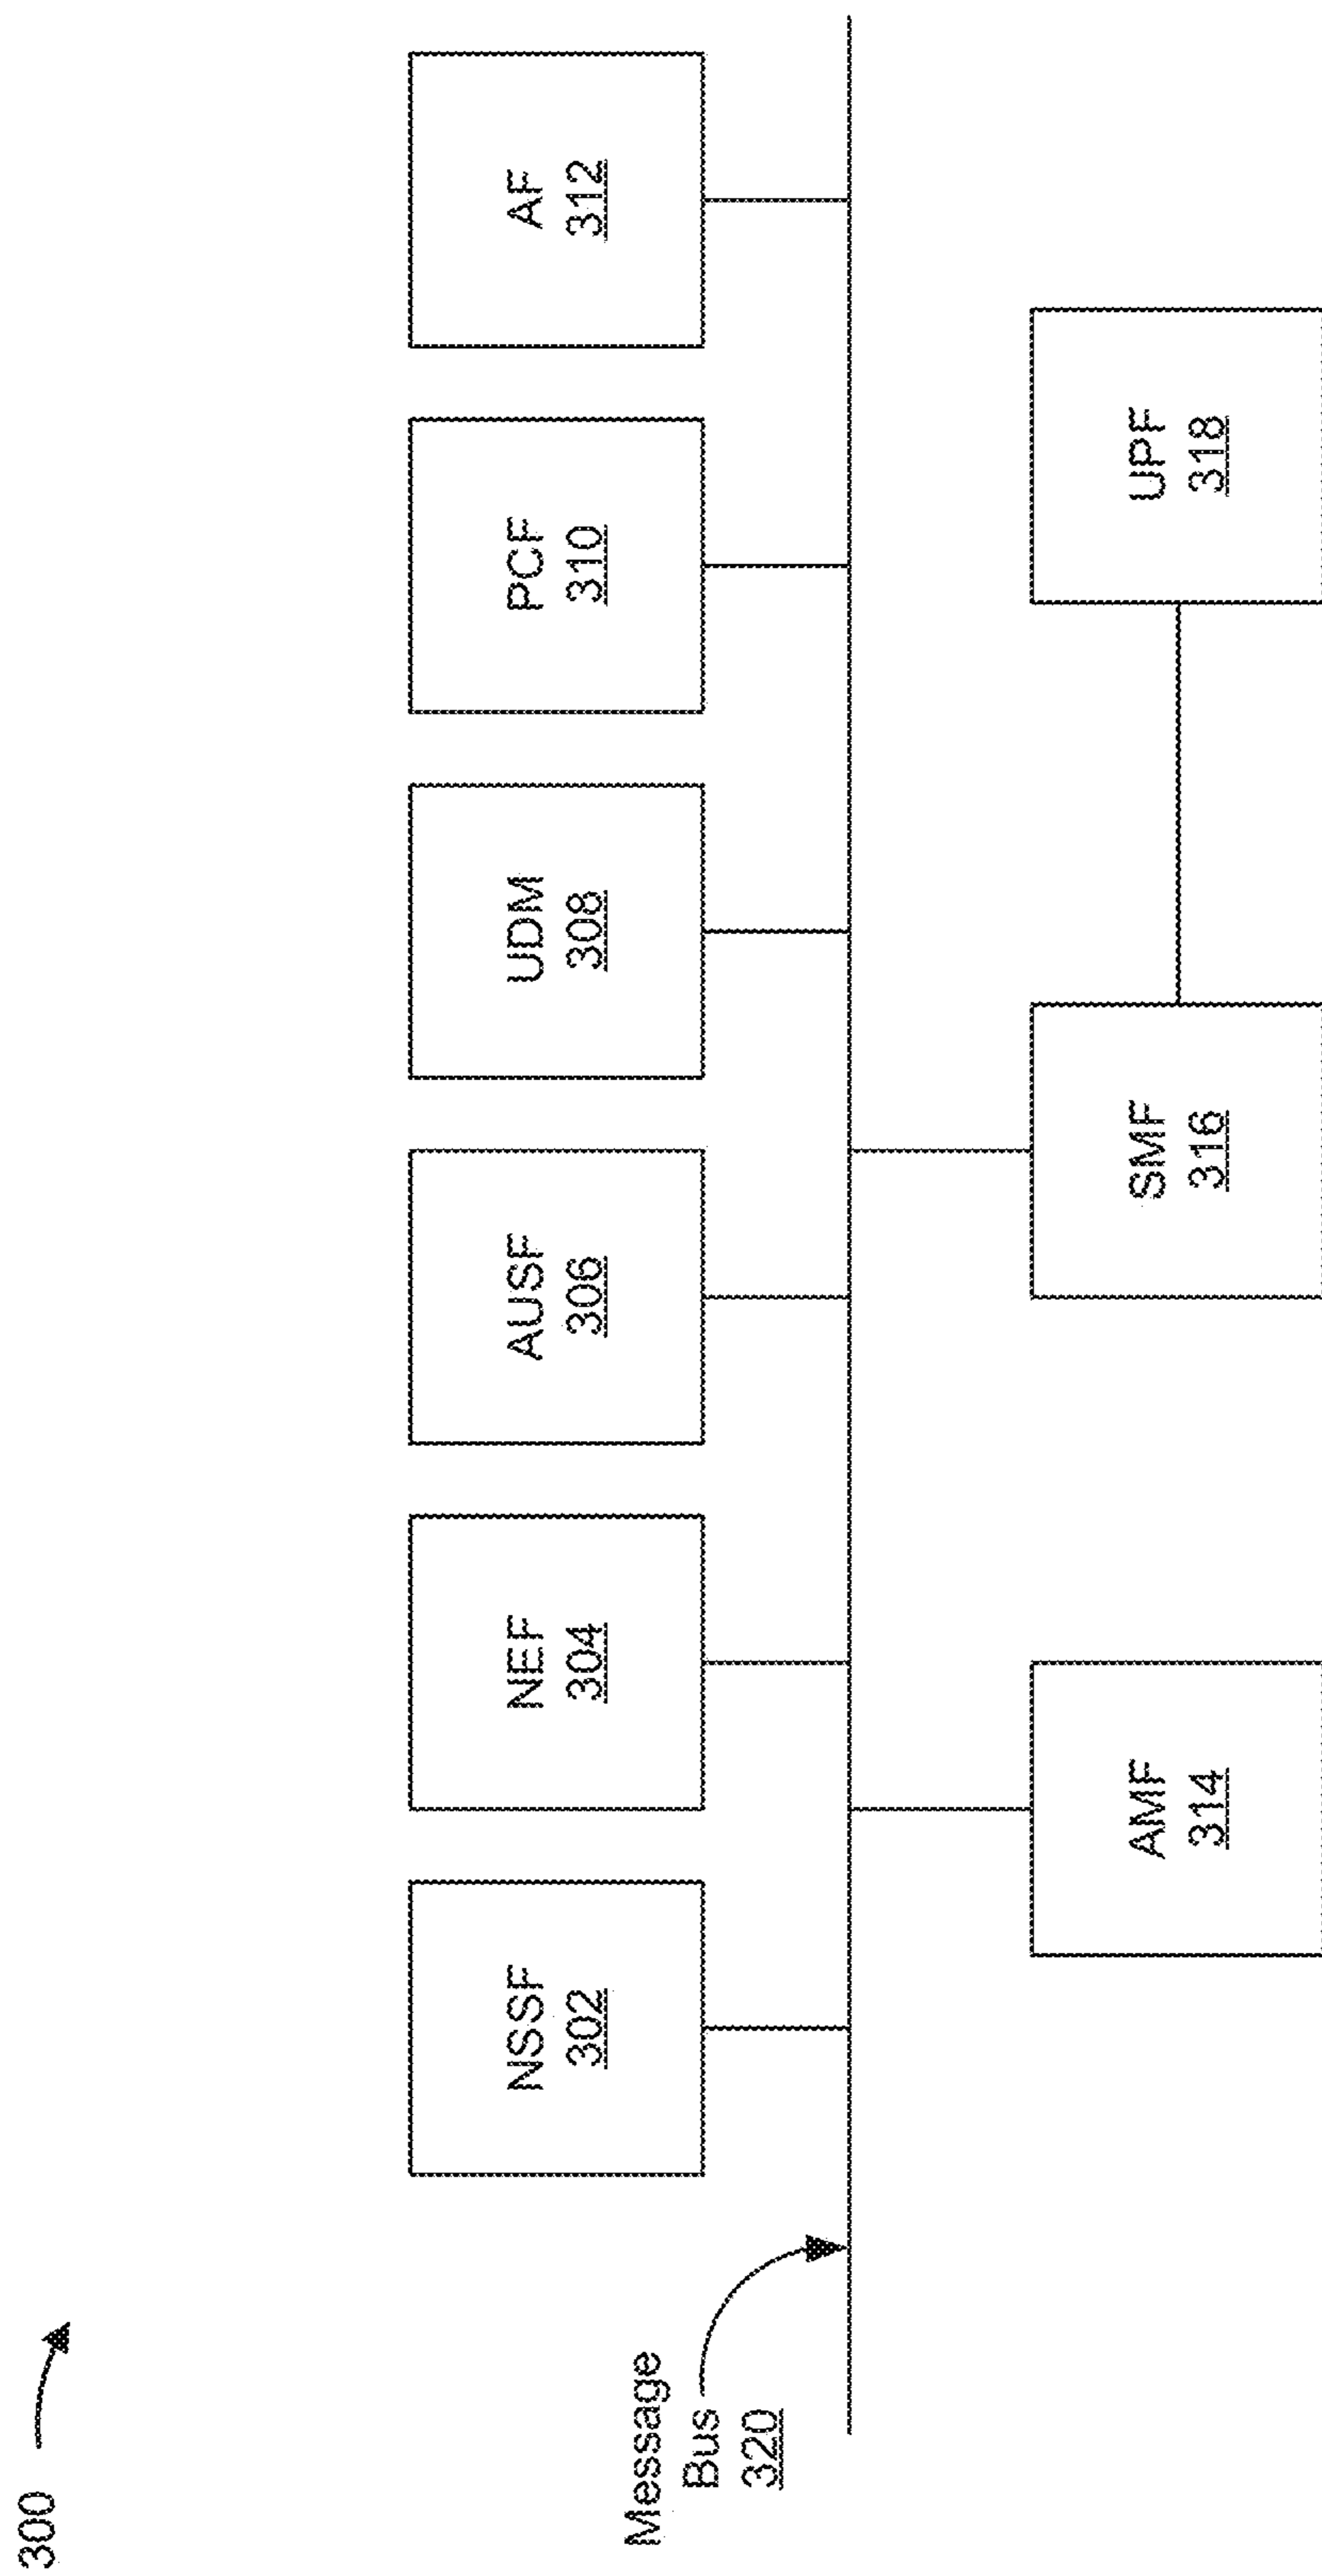 300
NSSF
302
NEF
304
AUSF
306
UDM
308
PCF
310
AF
312
Message
Bus
320
AMF
314
SMF
316
UPF
318